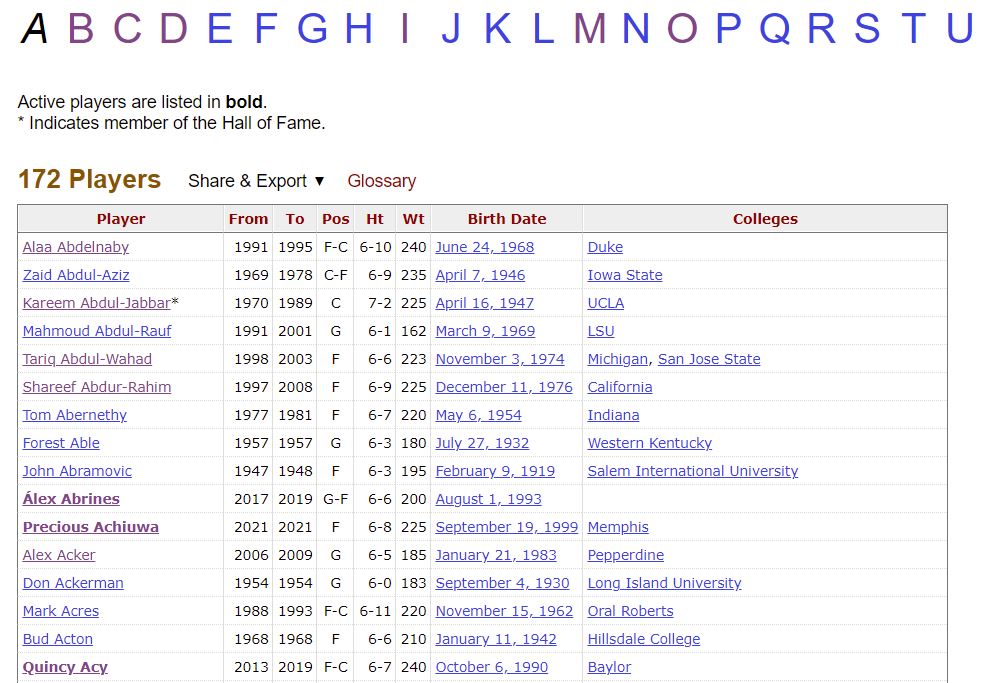 A B C D E F G H I J K L M N O P Q R S T U
Active players are listed in bold.
* Indicates member of the Hall of Fame.
172 Players Share & Export ▼ Glossary
Player From To Pos Ht Wt Birth Date Colleges
Alaa Abdelnaby 1991 1995 F-C 6-10 240 June 24, 1968 Duke
Zaid Abdul-Aziz 1969 1978 C-F 6-9 235 April 7, 1946 Iowa State
Kareem Abdul-Jabbar* 1970 1989 C 7-2 225 April 16, 1947 UCLA
Mahmoud Abdul-Rauf 1991 2001 G 6-1 162 March 9, 1969 LSU
Tariq Abdul-Wahad 1998 2003 F 6-6 223 November 3, 1974 Michigan, San Jose State
Shareef Abdur-Rahim 1997 2008 F 6-9 225 December 11, 1976 California
Tom Abernethy 1977 1981 F 6-7 220 May 6, 1954 Indiana
Forest Able 1957 1957 G 6-3 180 July 27, 1932 Western Kentucky
John Abramovic 1947 1948 F 6-3 195 February 9, 1919 Salem International University
Álex Abrines 2017 2019 G-F 6-6 200 August 1, 1993
Precious Achiuwa 2021 2021 F 6-8 225 September 19, 1999 Memphis
Alex Acker 2006 2009 G 6-5 185 January 21, 1983 Pepperdine
Don Ackerman 1954 1954 G 6-0 183 September 4, 1930 Long Island University
Mark Acres 1988 1993 F-C 6-11 220 November 15, 1962 Oral Roberts
Bud Acton 1968 1968 F 6-6 210 January 11, 1942 Hillsdale College
Quincy Acy 2013 2019 F-C 6-7 240 October 6, 1990 Baylor